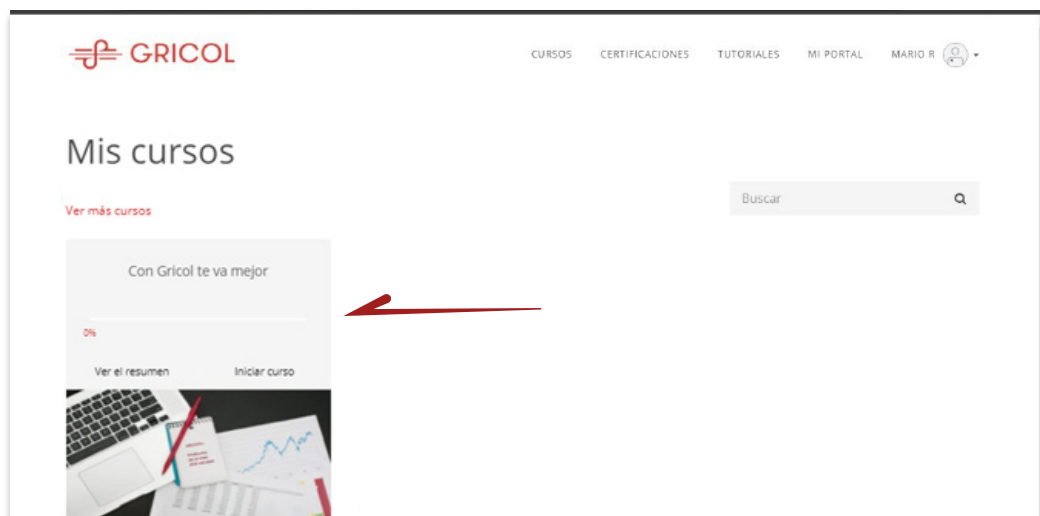 GRICOL
CURSOS CERTIFICACIONES TUTORIALES MI PORTAL MARIO R
Mis cursos
Buscar
Ver más cursos
Con Gricol te va mejor
0%
Ver el resumen Iniciar curso